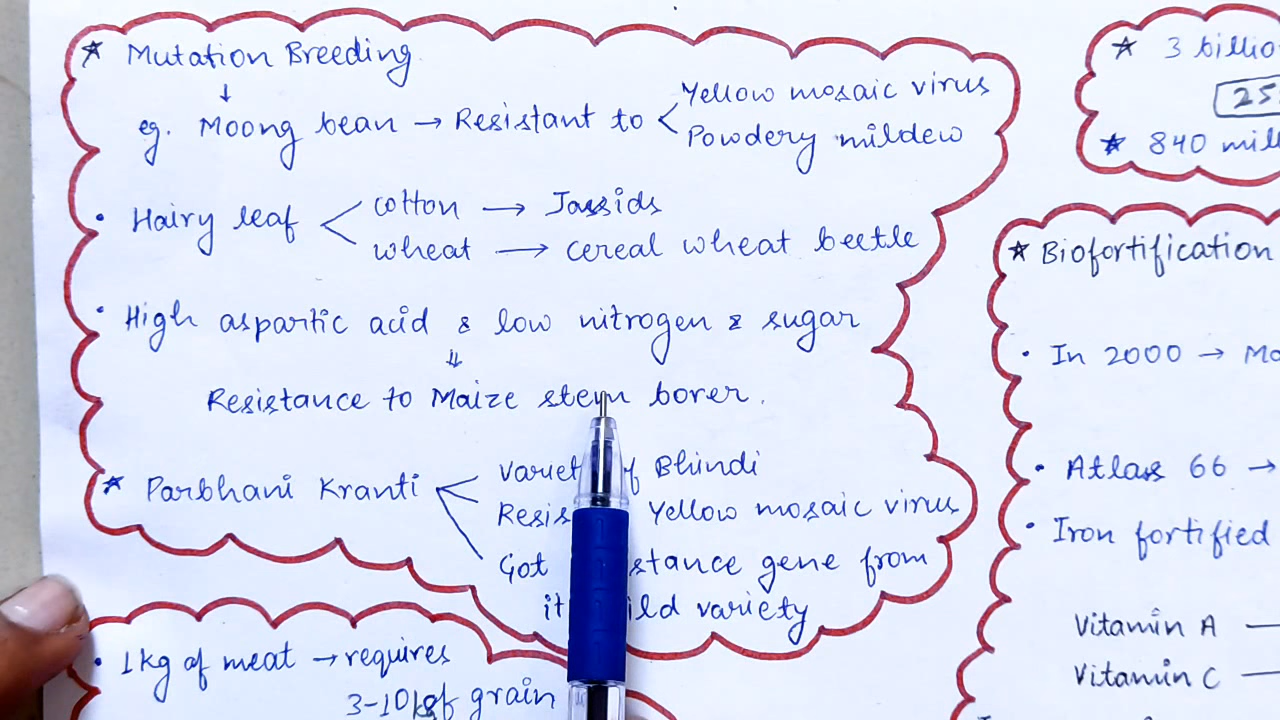 ★ Mutation Breeding
↓
eg. Moong bean → Resistant to < Yellow mosaic virus
Powdery mildew
• Hairy leaf < cotton → Jassids
wheat → cereal wheat beetle
• High aspartic acid & low nitrogen & sugar
⇓
Resistance to Maize stem borer.
★ Parbhani Kranti < Variet f Bhindi
Resis Yellow mosaic virus
Got stance gene from
it ild variety
• 1kg of meat → requires
3-10kg of grain
★ 3 billio
25
★ 840 mill
★ Biofortification
• In 2000 → Ma
• Atlas 66 →
• Iron fortified
Vitamin A —
Vitamin C —